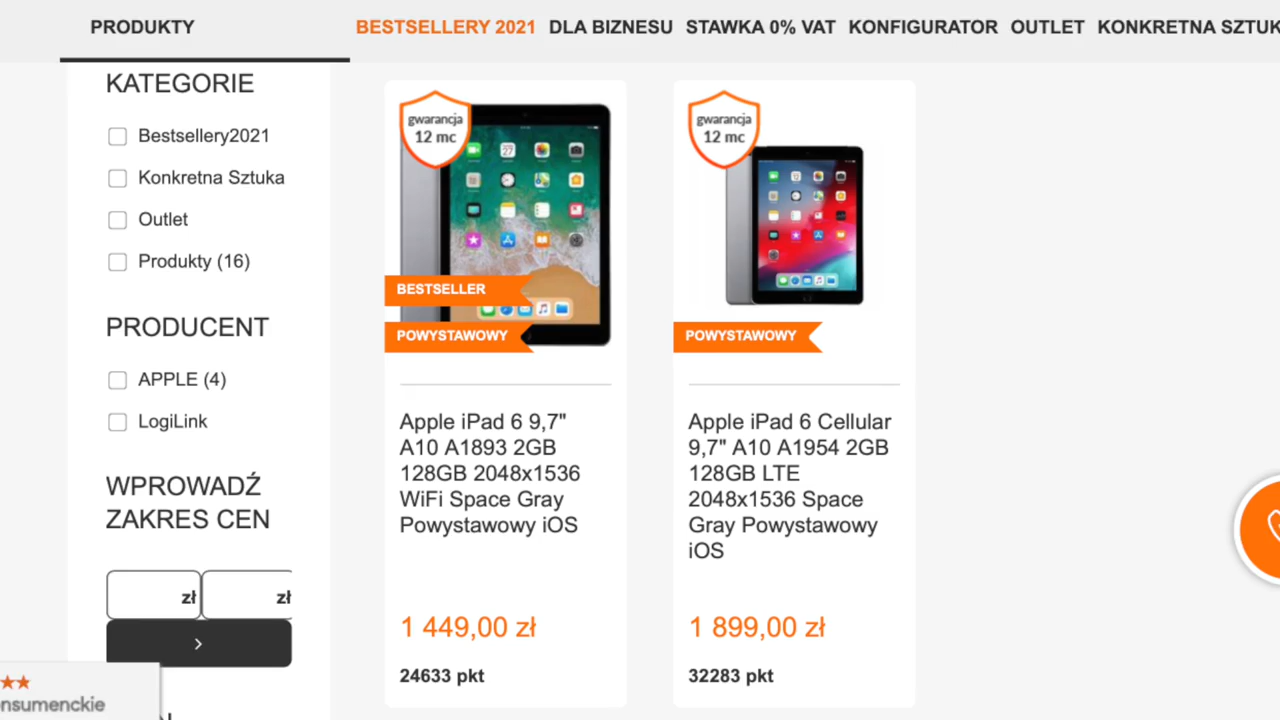 PRODUKTY
BESTSELLERY 2021 DLA BIZNESU STAWKA 0% VAT KONFIGURATOR OUTLET KONKRETNA
KATEGORIE
Bestsellery2021
Konkretna Sztuka
Outlet
Produkty (16)
PRODUCENT
APPLE (4)
LogiLink
WPROWADŹ
ZAKRES CEN
zł zł
gwarancja
12 mc
BESTSELLER
POWYSTAWOWY
Apple iPad 6 9,7"
A10 A1893 2GB
128GB 2048x1536
WiFi Space Gray
Powystawowy iOS
1 449,00 zł
24633 pkt
gwarancja
12 mc
POWYSTAWOWY
Apple iPad 6 Cellular
9,7" A10 A1954 2GB
128GB LTE
2048x1536 Space
Gray Powystawowy
iOS
1 899,00 zł
32283 pkt